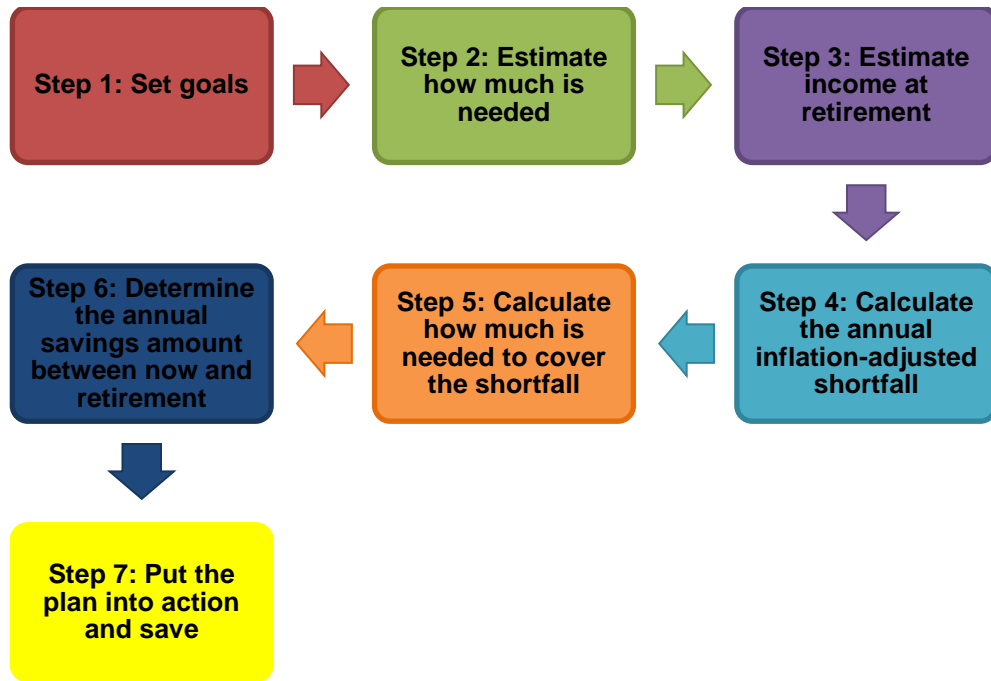 Step 1: Set goals
Step 2: Estimate
how much is
needed
Step 3: Estimate
income at
retirement
Step 4: Calculate
the annual
inflation-adjusted
shortfall
Step 5: Calculate
how much is
needed to cover
the shortfall
Step 6: Determine
the annual
savings amount
between now and
retirement
Step 7: Put the
plan into action
and save